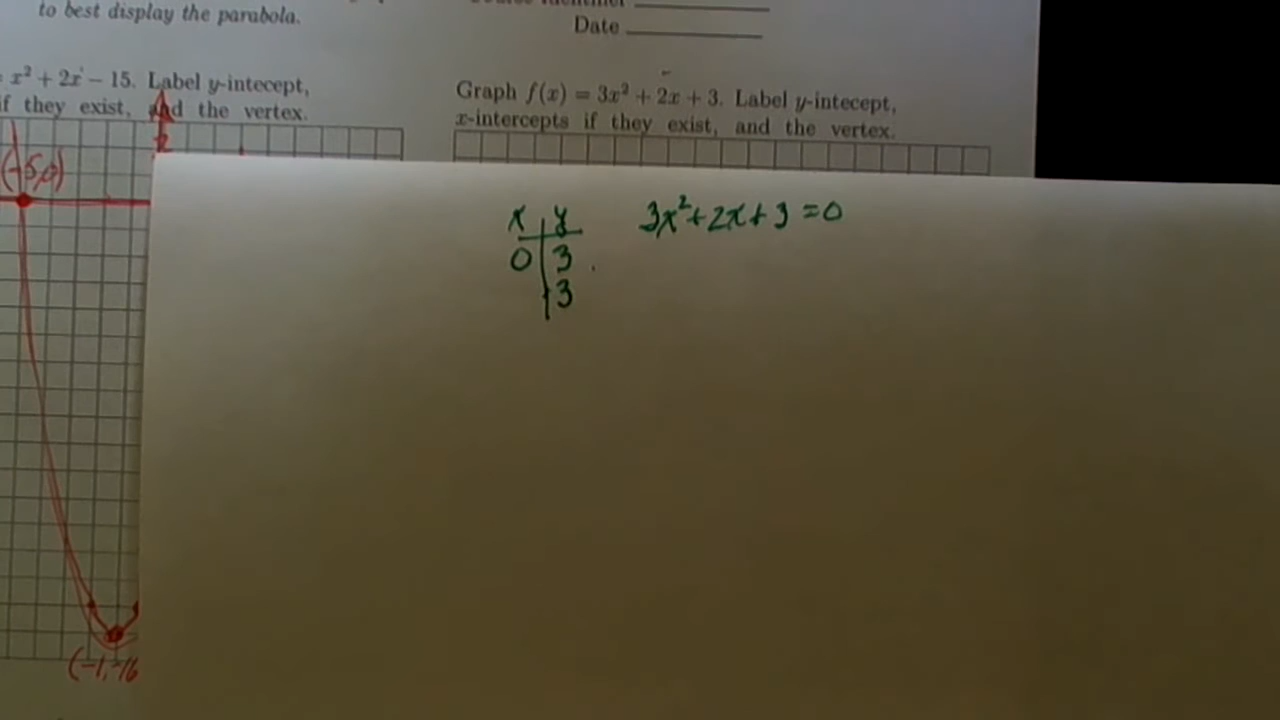 to best display the parabola.
Date
= x² + 2x − 15. Label y-intecept,
if they exist, and the vertex.
Graph f(x) = 3x² + 2x + 3. Label y-intecept,
x-intercepts if they exist, and the vertex.
(-5,0)
x y
0 3
3
3x²+2x+3=0
(-1,-16